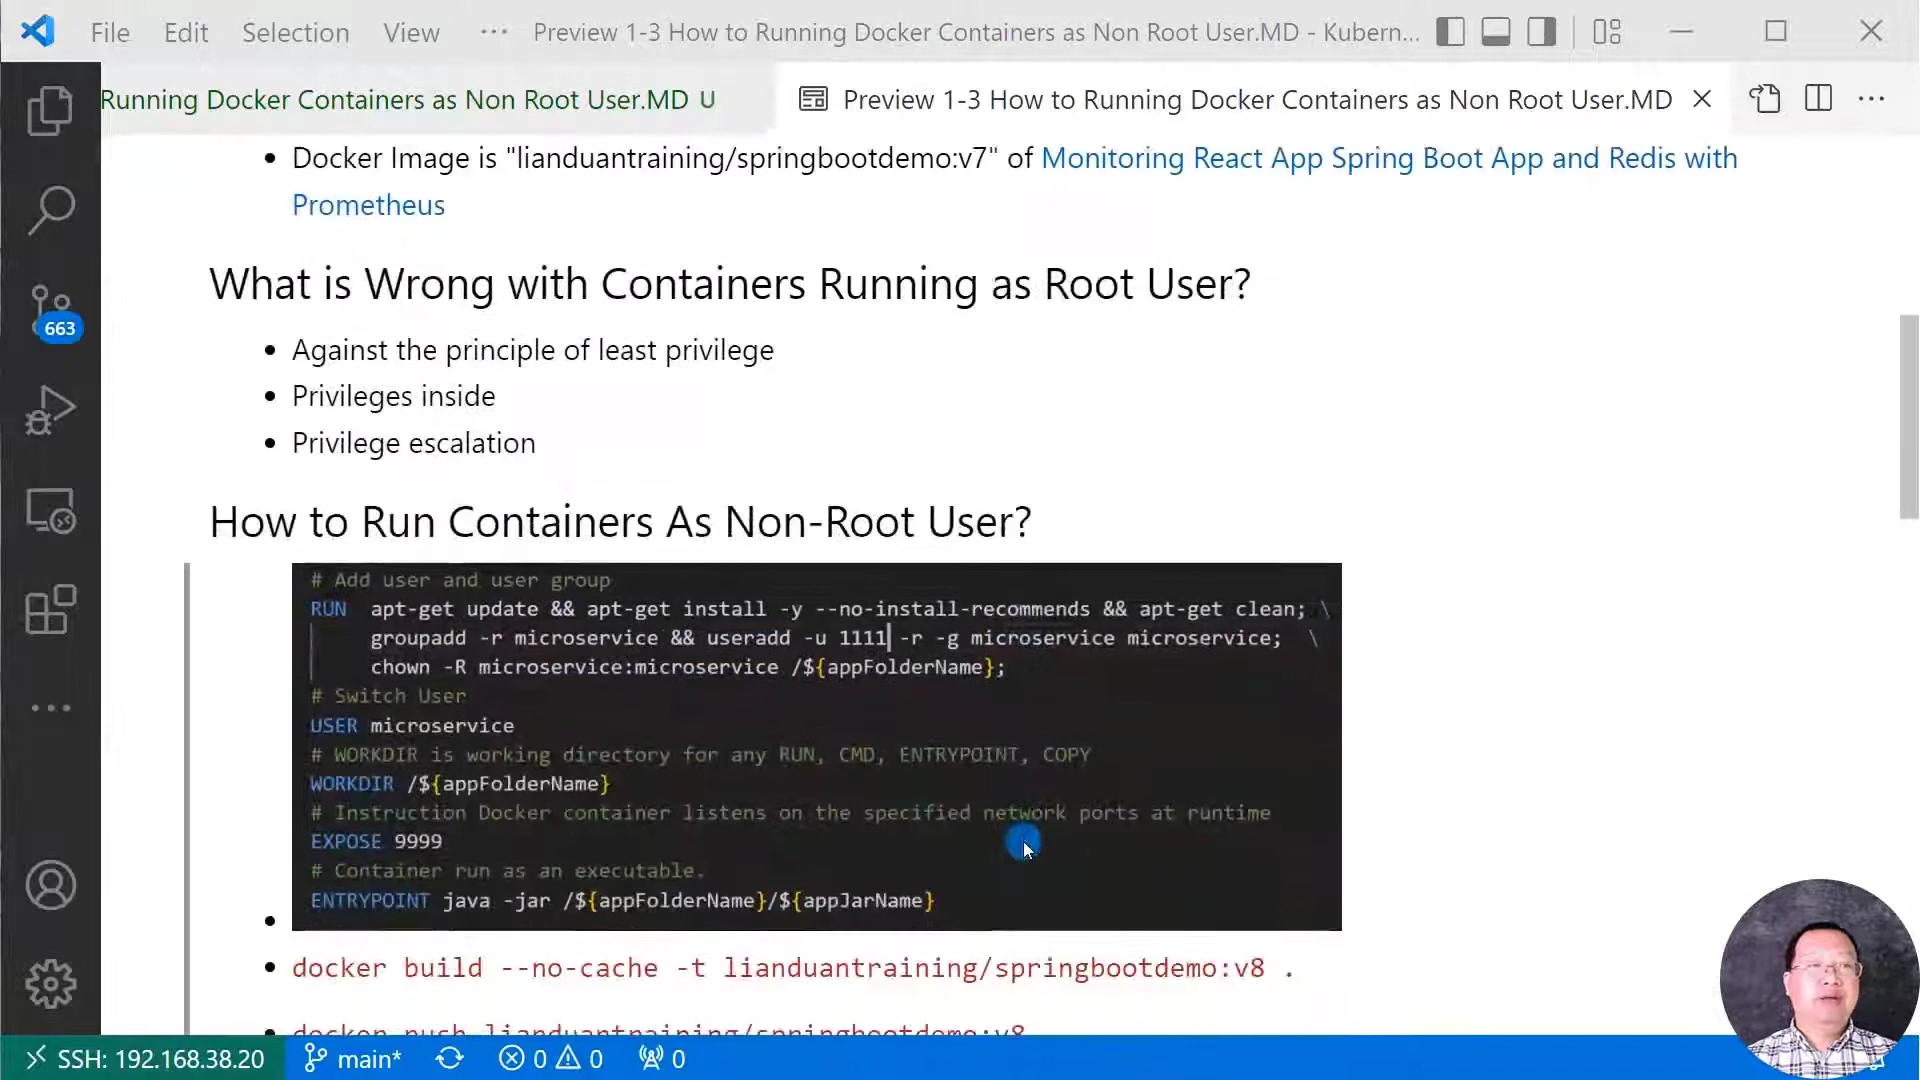 File Edit Selection View ··· Preview 1-3 How to Running Docker Containers as Non Root User.MD - Kubern...
Running Docker Containers as Non Root User.MD U
Preview 1-3 How to Running Docker Containers as Non Root User.MD
• Docker Image is "lianduantraining/springbootdemo:v7" of Monitoring React App Spring Boot App and Redis with
Prometheus
What is Wrong with Containers Running as Root User?
• Against the principle of least privilege
• Privileges inside
• Privilege escalation
663
How to Run Containers As Non-Root User?
# Add user and user group
RUN apt-get update && apt-get install -y --no-install-recommends && apt-get clean; \
groupadd -r microservice && useradd -u 1111 -r -g microservice microservice; \
chown -R microservice:microservice /${appFolderName};
# Switch User
USER microservice
# WORKDIR is working directory for any RUN, CMD, ENTRYPOINT, COPY
WORKDIR /${appFolderName}
# Instruction Docker container listens on the specified network ports at runtime
EXPOSE 9999
# Container run as an executable.
ENTRYPOINT java -jar /${appFolderName}/${appJarName}
• docker build --no-cache -t lianduantraining/springbootdemo:v8 .
• docker push lianduantraining/springbootdemo:v8
SSH: 192.168.38.20 main* 0 0 0